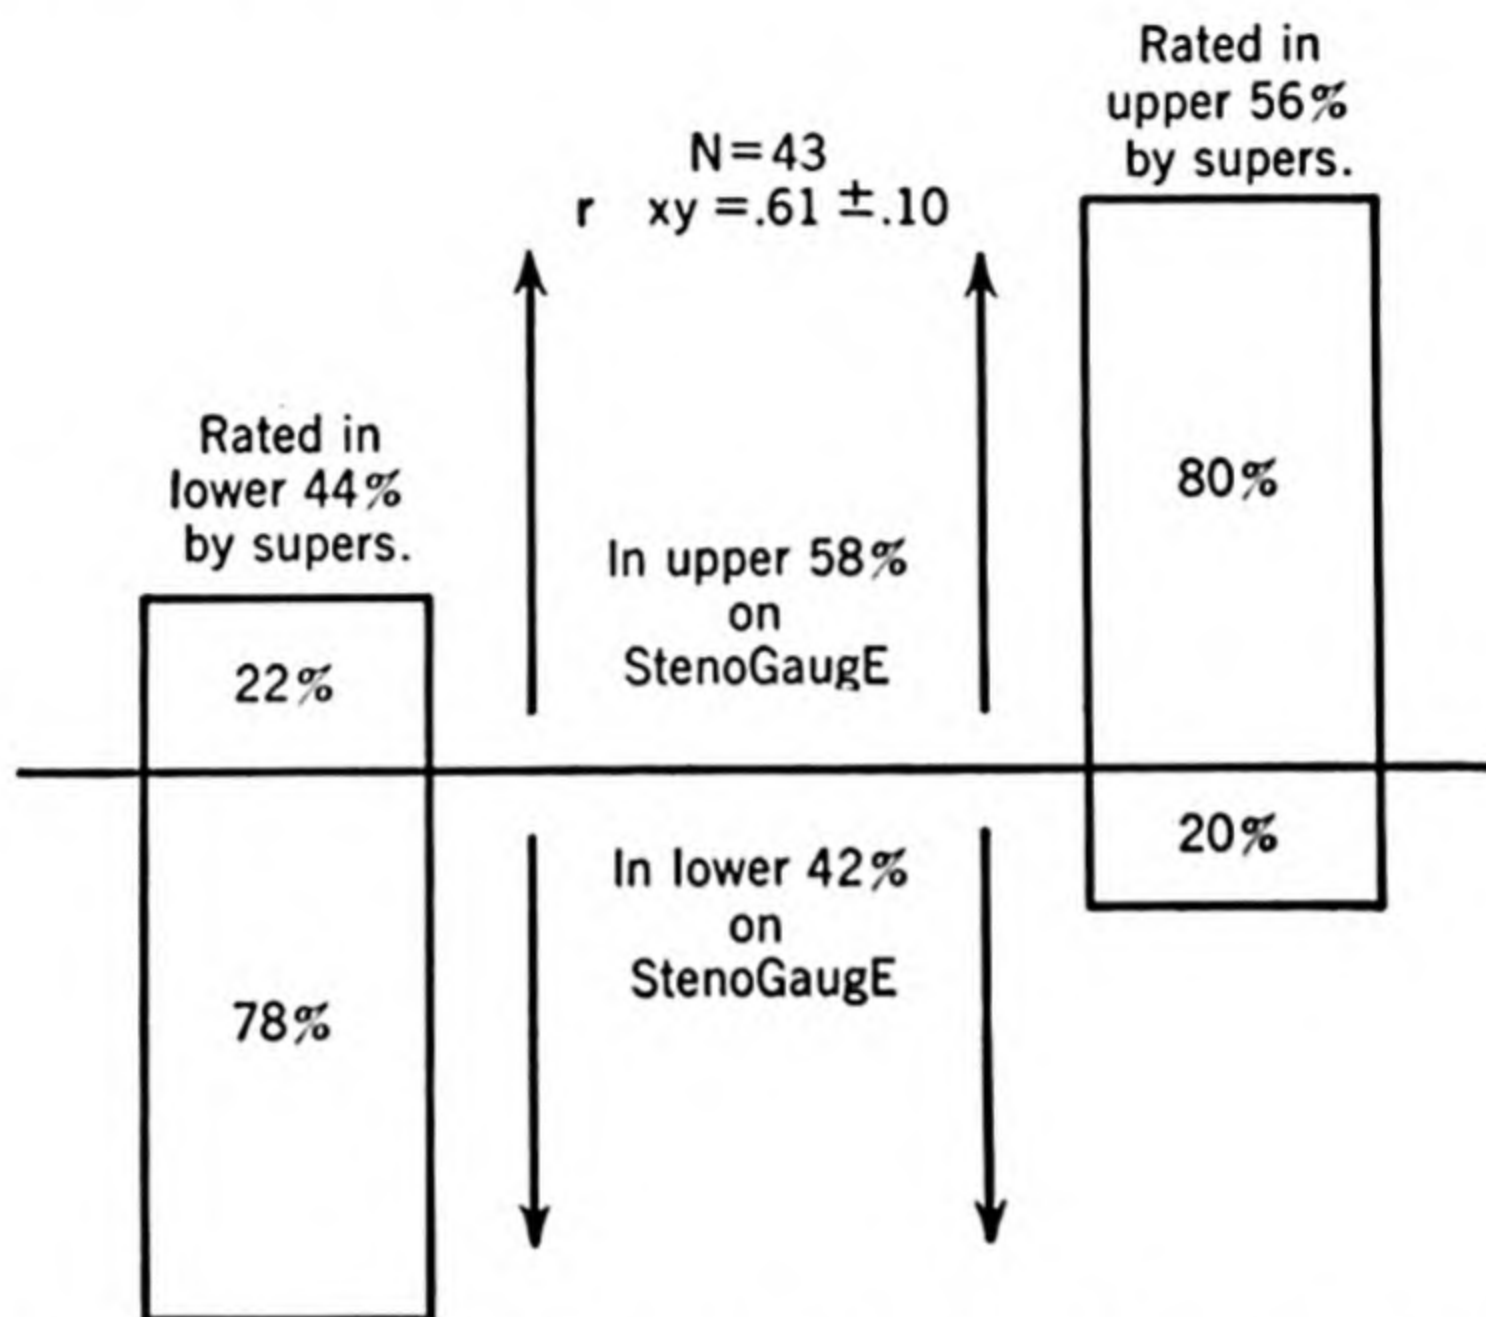 Rated in
upper 56%
by supers.
N=43
r xy =.61 ±.10
Rated in
lower 44%
by supers.
80%
In upper 58%
on
StenoGaugE
22%
20%
In lower 42%
on
StenoGaugE
78%